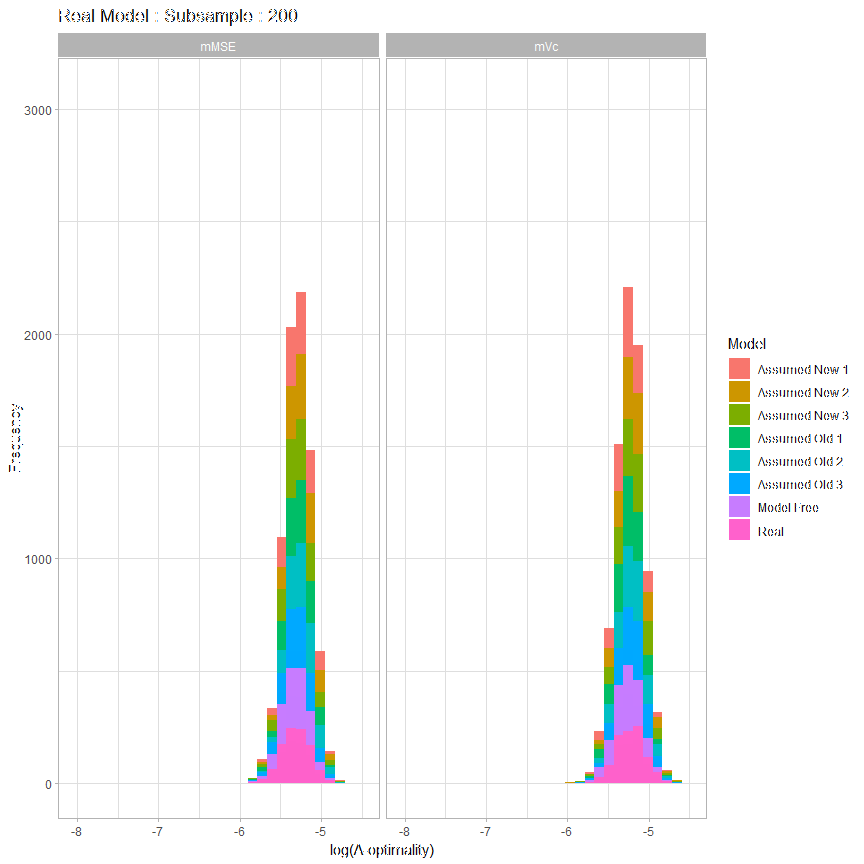 Real Model : Subsample : 200
mMSE
mVc
3000
2000
1000
0
-8
-7
-6
-5
-8
-7
-6
-5
Frequency
log(A-optimality)
Model
Assumed New 1
Assumed New 2
Assumed New 3
Assumed Old 1
Assumed Old 2
Assumed Old 3
Model Free
Real